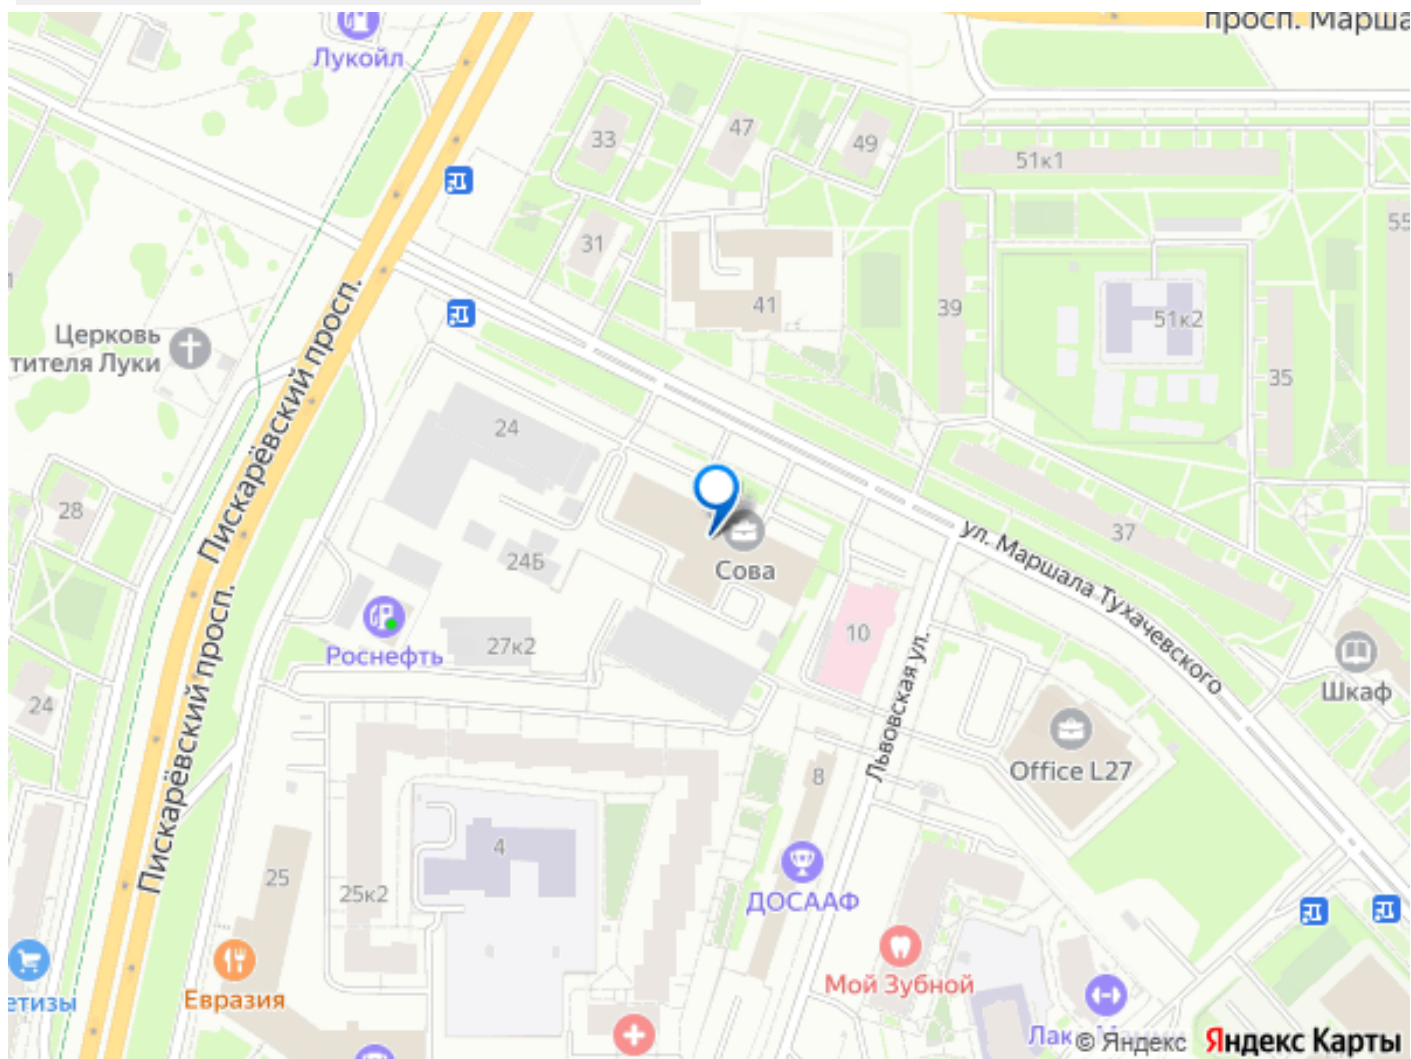 просп. Марша
Лукойл
33
47
49
51к1
55
31
41
39
51к2
35
Церковь
тителя Луки
Пискарёвский просп.
24
28
Сова
24Б
37
ул. Маршала Тухачевского
Роснефть
27к2
10
Львовская ул.
Шкаф
24
Пискарёвский просп.
Office L27
8
4
25
25к2
ДОСААФ
Мой Зубной
Евразия
етизы
© Яндекс
Яндекс Карты